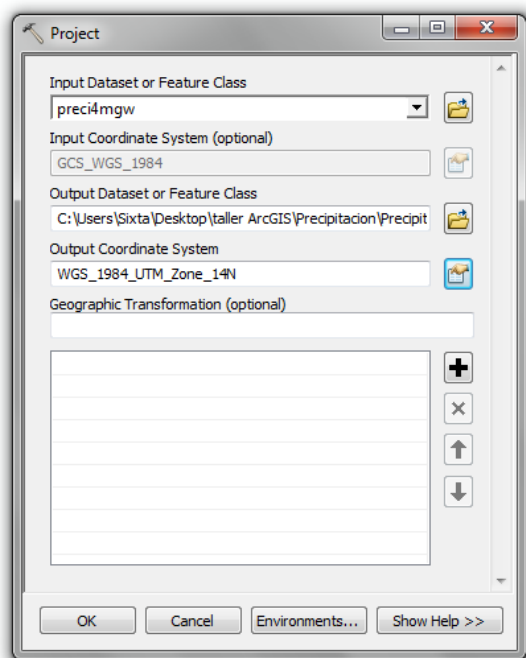 Project
Input Dataset or Feature Class
preci4mgw
Input Coordinate System (optional)
GCS_WGS_1984
Output Dataset or Feature Class
C:\Users\Sixta\Desktop\taller ArcGIS\Precipitacion\Precipit
Output Coordinate System
WGS_1984_UTM_Zone_14N
Geographic Transformation (optional)
OK Cancel Environments... Show Help >>